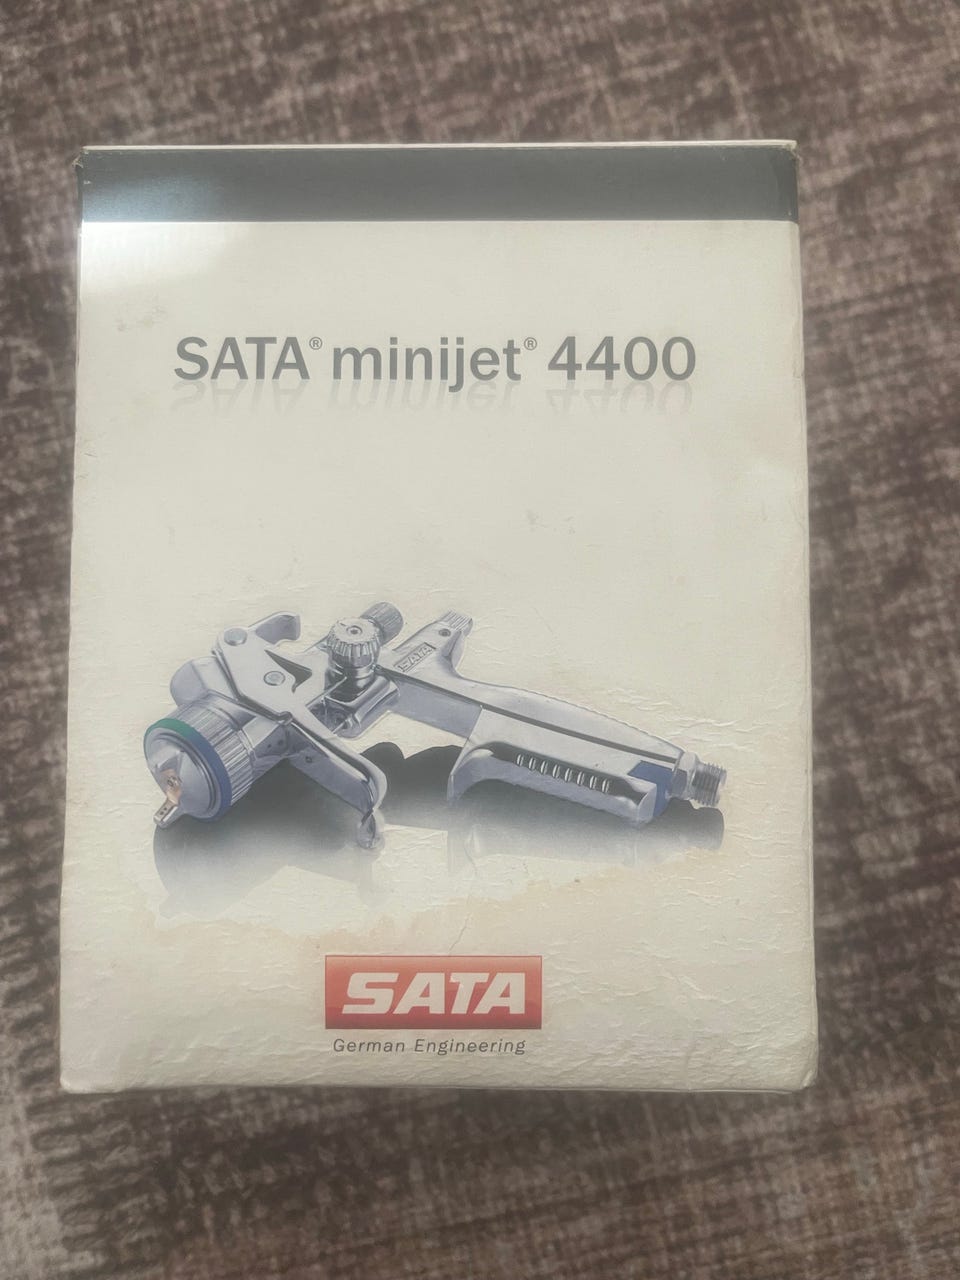 SATA® minijet® 4400
SATA
SATA
German Engineering